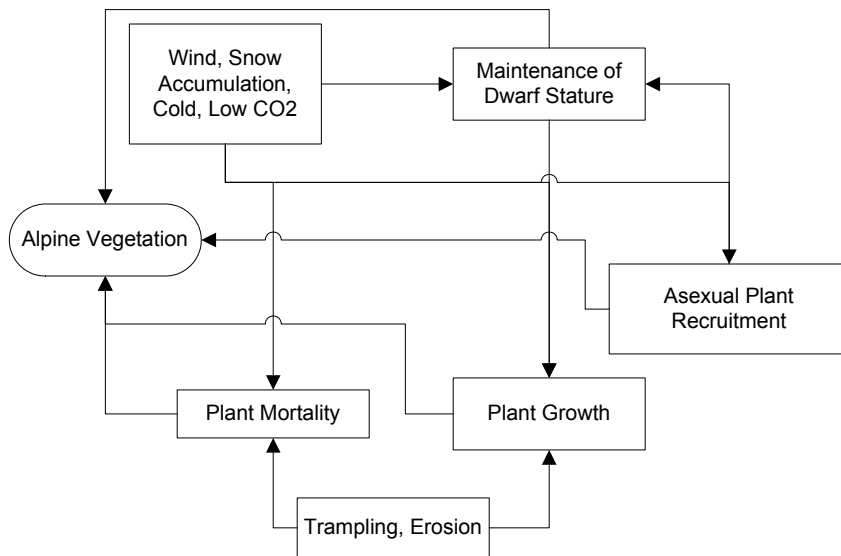 Wind, Snow
Accumulation,
Cold, Low CO2
Maintenance of
Dwarf Stature
Alpine Vegetation
Asexual Plant
Recruitment
Plant Mortality
Plant Growth
Trampling, Erosion